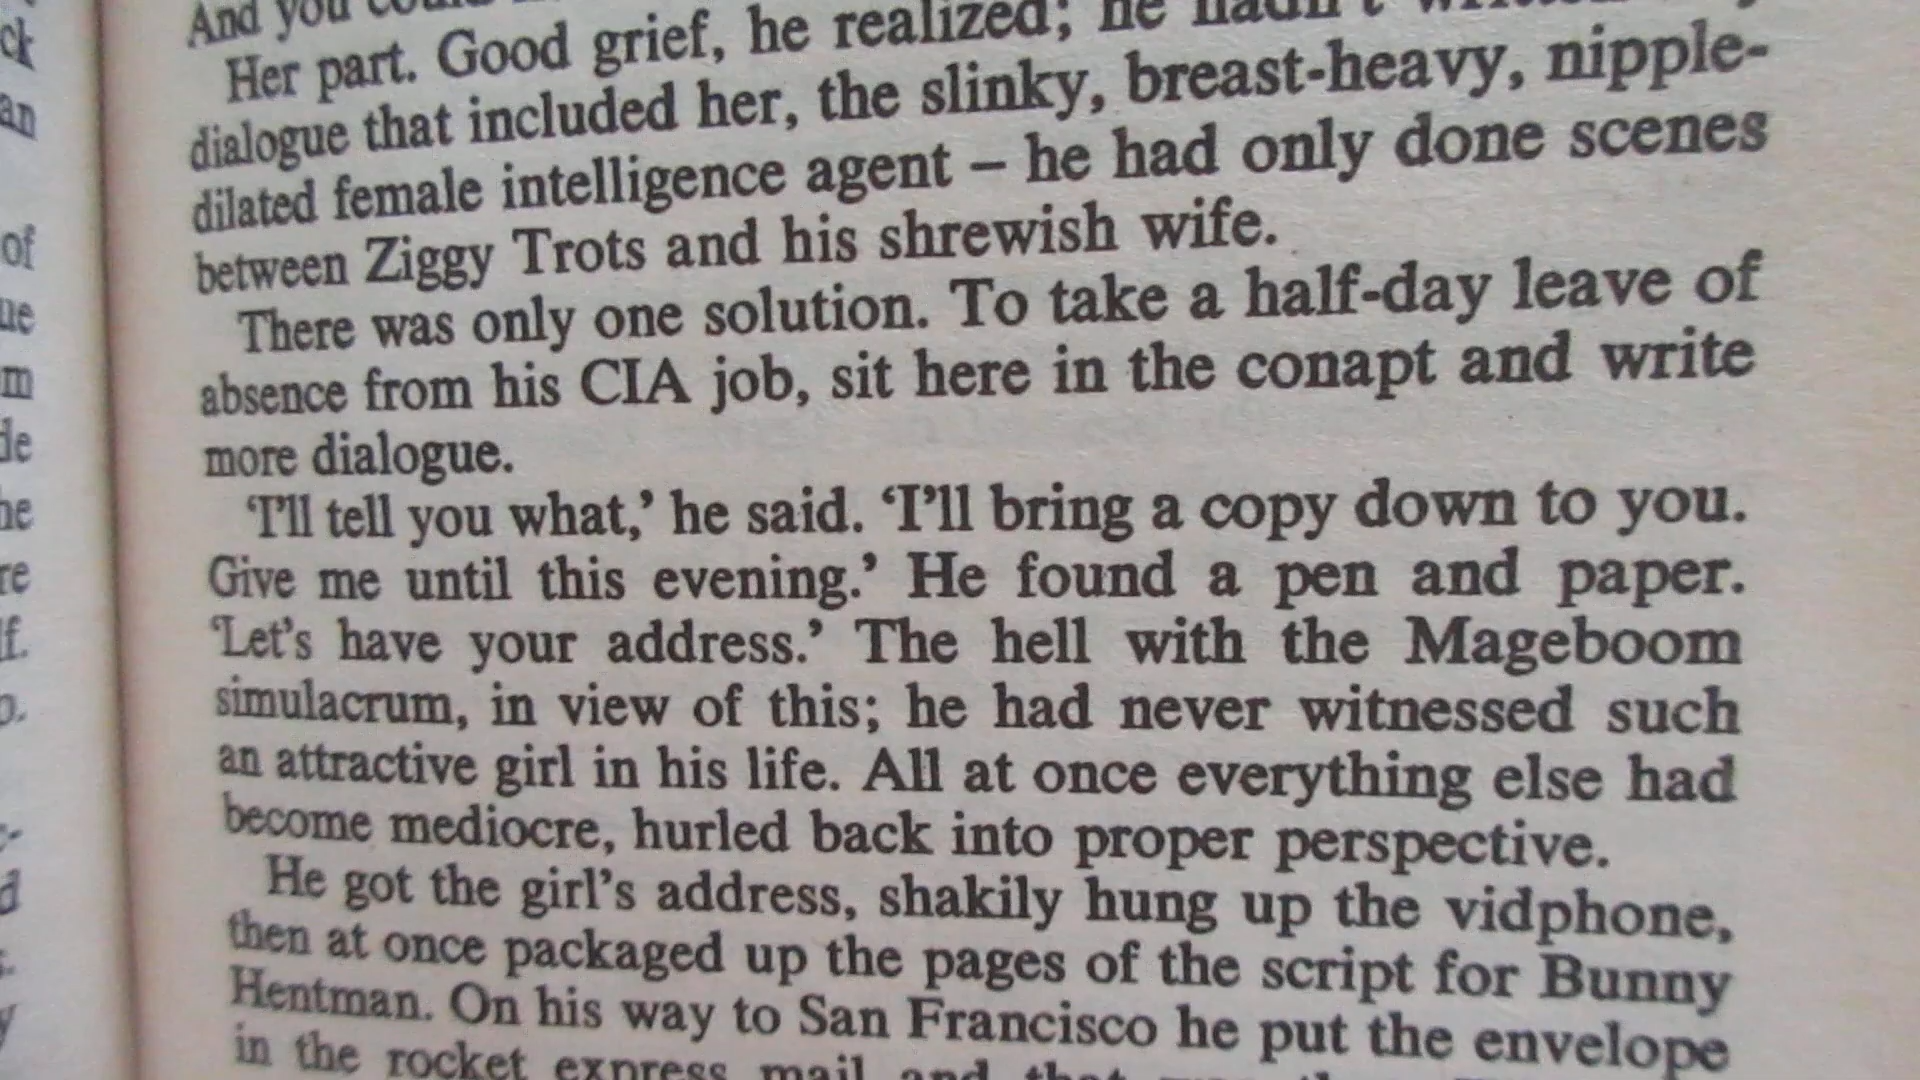 And you
Her part. Good grief, he realized; he hadn't
dialogue that included her, the slinky, breast-heavy, nipple-
dilated female intelligence agent – he had only done scenes
between Ziggy Trots and his shrewish wife.
There was only one solution. To take a half-day leave of
absence from his CIA job, sit here in the conapt and write
more dialogue.
‘I'll tell you what,’ he said. ‘I'll bring a copy down to you.
Give me until this evening.’ He found a pen and paper.
‘Let's have your address.’ The hell with the Mageboom
simulacrum, in view of this; he had never witnessed such
an attractive girl in his life. All at once everything else had
become mediocre, hurled back into proper perspective.
He got the girl's address, shakily hung up the vidphone,
then at once packaged up the pages of the script for Bunny
Hentman. On his way to San Francisco he put the envelope
in the rocket express mail and that